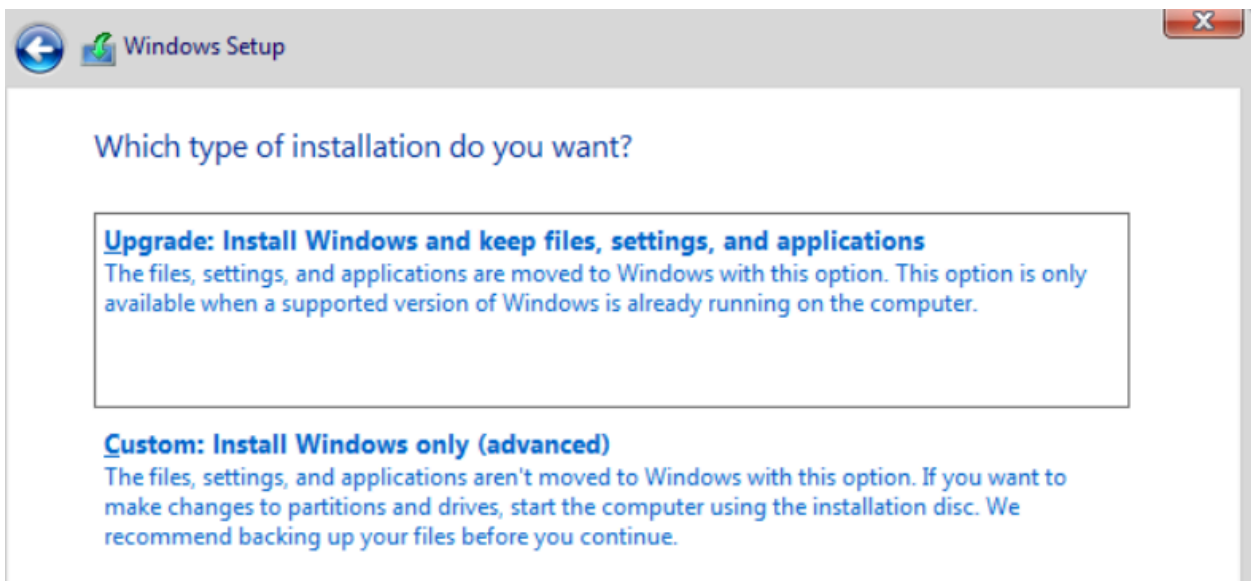 Windows Setup
Which type of installation do you want?
Upgrade: Install Windows and keep files, settings, and applications
The files, settings, and applications are moved to Windows with this option. This option is only
available when a supported version of Windows is already running on the computer.
Custom: Install Windows only (advanced)
The files, settings, and applications aren't moved to Windows with this option. If you want to
make changes to partitions and drives, start the computer using the installation disc. We
recommend backing up your files before you continue.